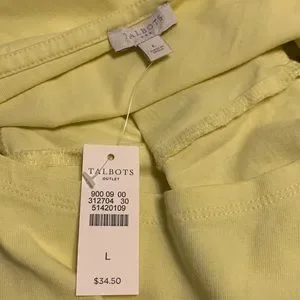 TALBOTS
L
TALBOTS
OUTLET
900 09 00
312704 30
51420109
L
$34.50